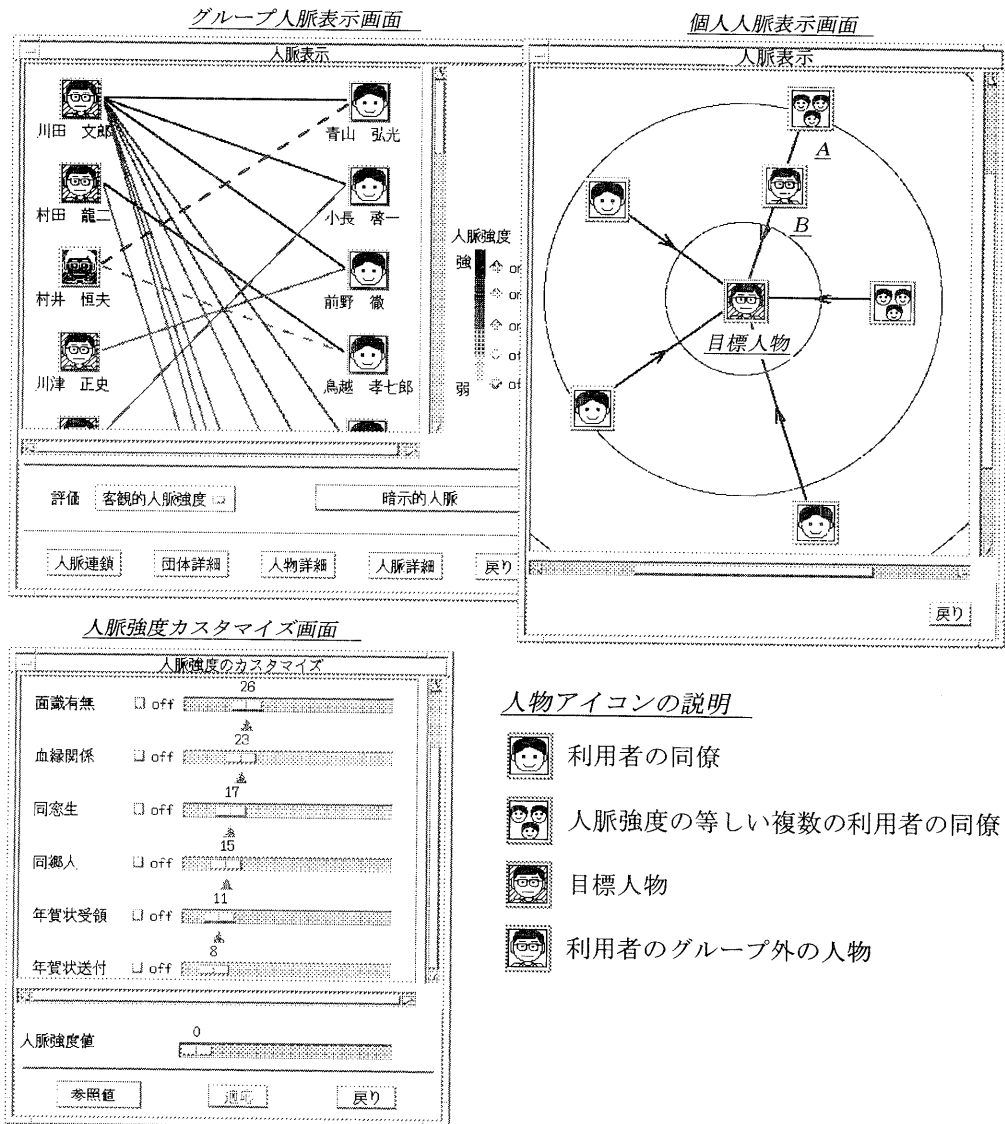 グループ人脈表示画面
人脈表示
川田 文郎
青山 弘光
村田 龍二
小長 啓一
村井 恒夫
前野 徹
川津 正史
鳥越 孝七郎
人脈強度
強
or
or
or
of
弱
of
評価 客観的人脈強度
暗示的人脈
人脈連鎖 団体詳細 人物詳細 人脈詳細 戻り
個人人脈表示画面
人脈表示
A
B
目標人物
戻り
人脈強度カスタマイズ画面
人脈強度のカスタマイズ
26
面識有無 off
23
血縁関係 off
17
同窓生 off
15
同郷人 off
11
年賀状受領 off
8
年賀状送付 off
0
人脈強度値
参照値 適応 戻り
人物アイコンの説明
利用者の同僚
人脈強度の等しい複数の利用者の同僚
目標人物
利用者のグループ外の人物